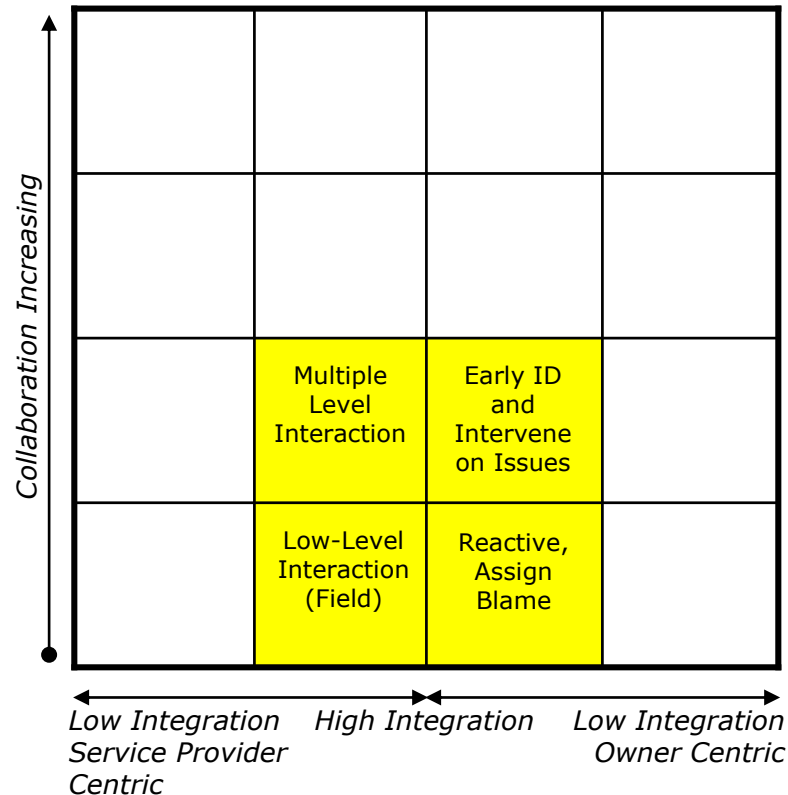 Collaboration Increasing
Multiple
Level
Interaction
Early ID
and
Intervene
on Issues
Low-Level
Interaction
(Field)
Reactive,
Assign
Blame
Low Integration
Service Provider
Centric
High Integration
Low Integration
Owner Centric